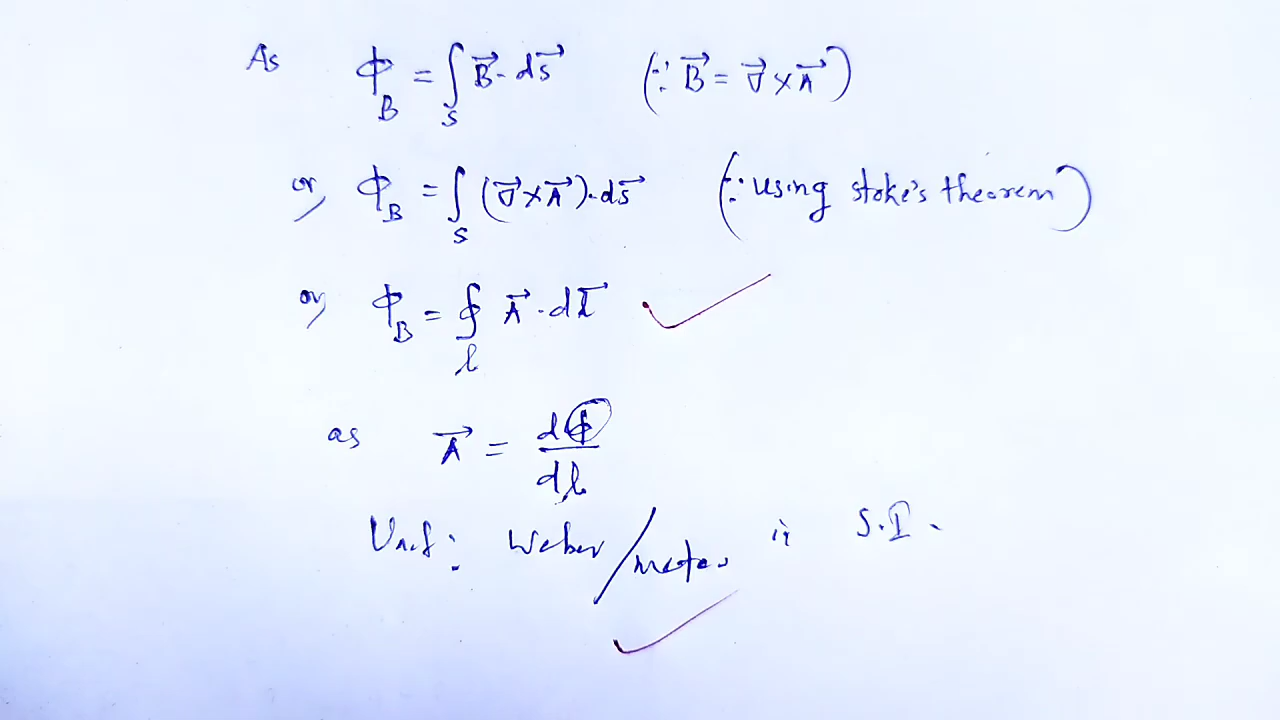 As Φ_B = ∫_S B⃗ · ds⃗ (∵ B⃗ = ∇⃗ × A⃗)
or, Φ_B = ∫_S (∇⃗ × A⃗) · ds⃗ (∵ using stoke's theorem)
or, Φ_B = ∮_l A⃗ · dl⃗
as A⃗ = dΦ/dl
Unit: Weber/meter in S.I.